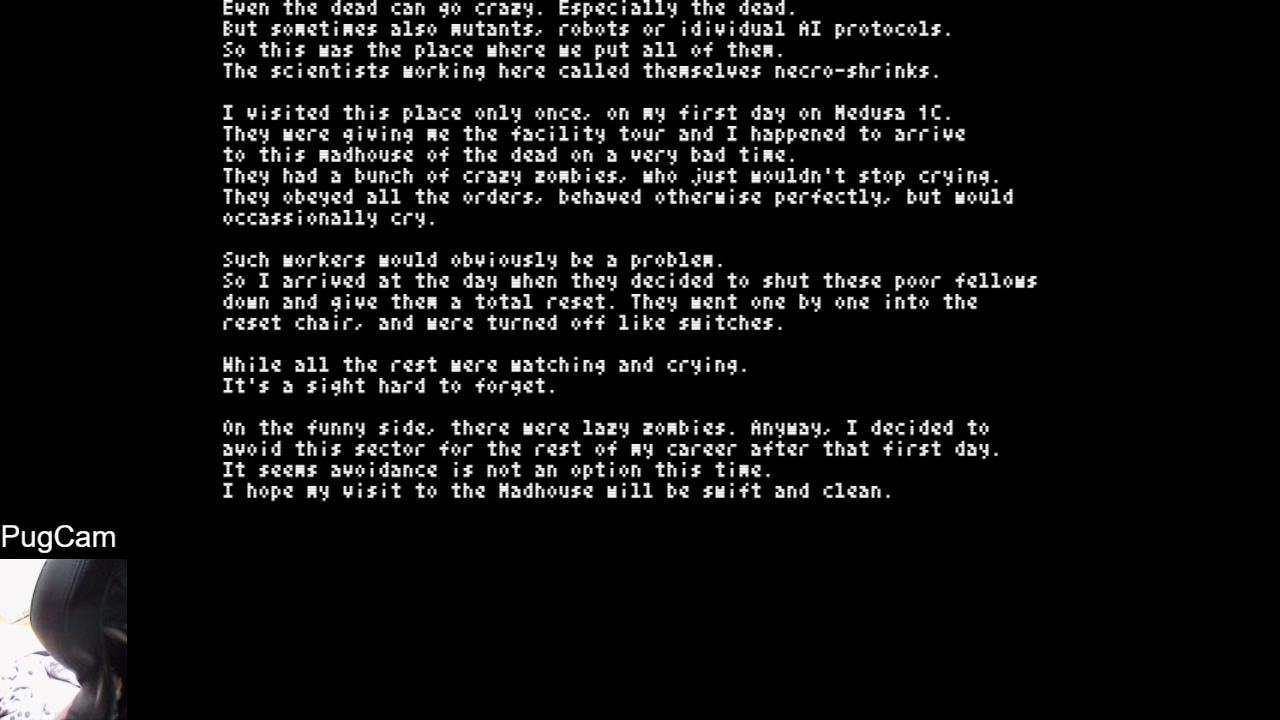 Even the dead can go crazy. Especially the dead.
But sometimes also mutants, robots or idividual AI protocols.
So this was the place where we put all of them.
The scientists working here called themselves necro-shrinks.
I visited this place only once, on my first day on Medusa 1C.
They were giving me the facility tour and I happened to arrive
to this madhouse of the dead on a very bad time.
They had a bunch of crazy zombies, who just wouldn't stop crying.
They obeyed all the orders, behaved otherwise perfectly, but would
occassionally cry.
Such workers would obviously be a problem.
So I arrived at the day when they decided to shut these poor fellows
down and give them a total reset. They went one by one into the
reset chair, and were turned off like switches.
While all the rest were watching and crying.
It's a sight hard to forget.
On the funny side, there were lazy zombies. Anyway, I decided to
avoid this sector for the rest of my career after that first day.
It seems avoidance is not an option this time.
I hope my visit to the Madhouse will be swift and clean.
PugCam